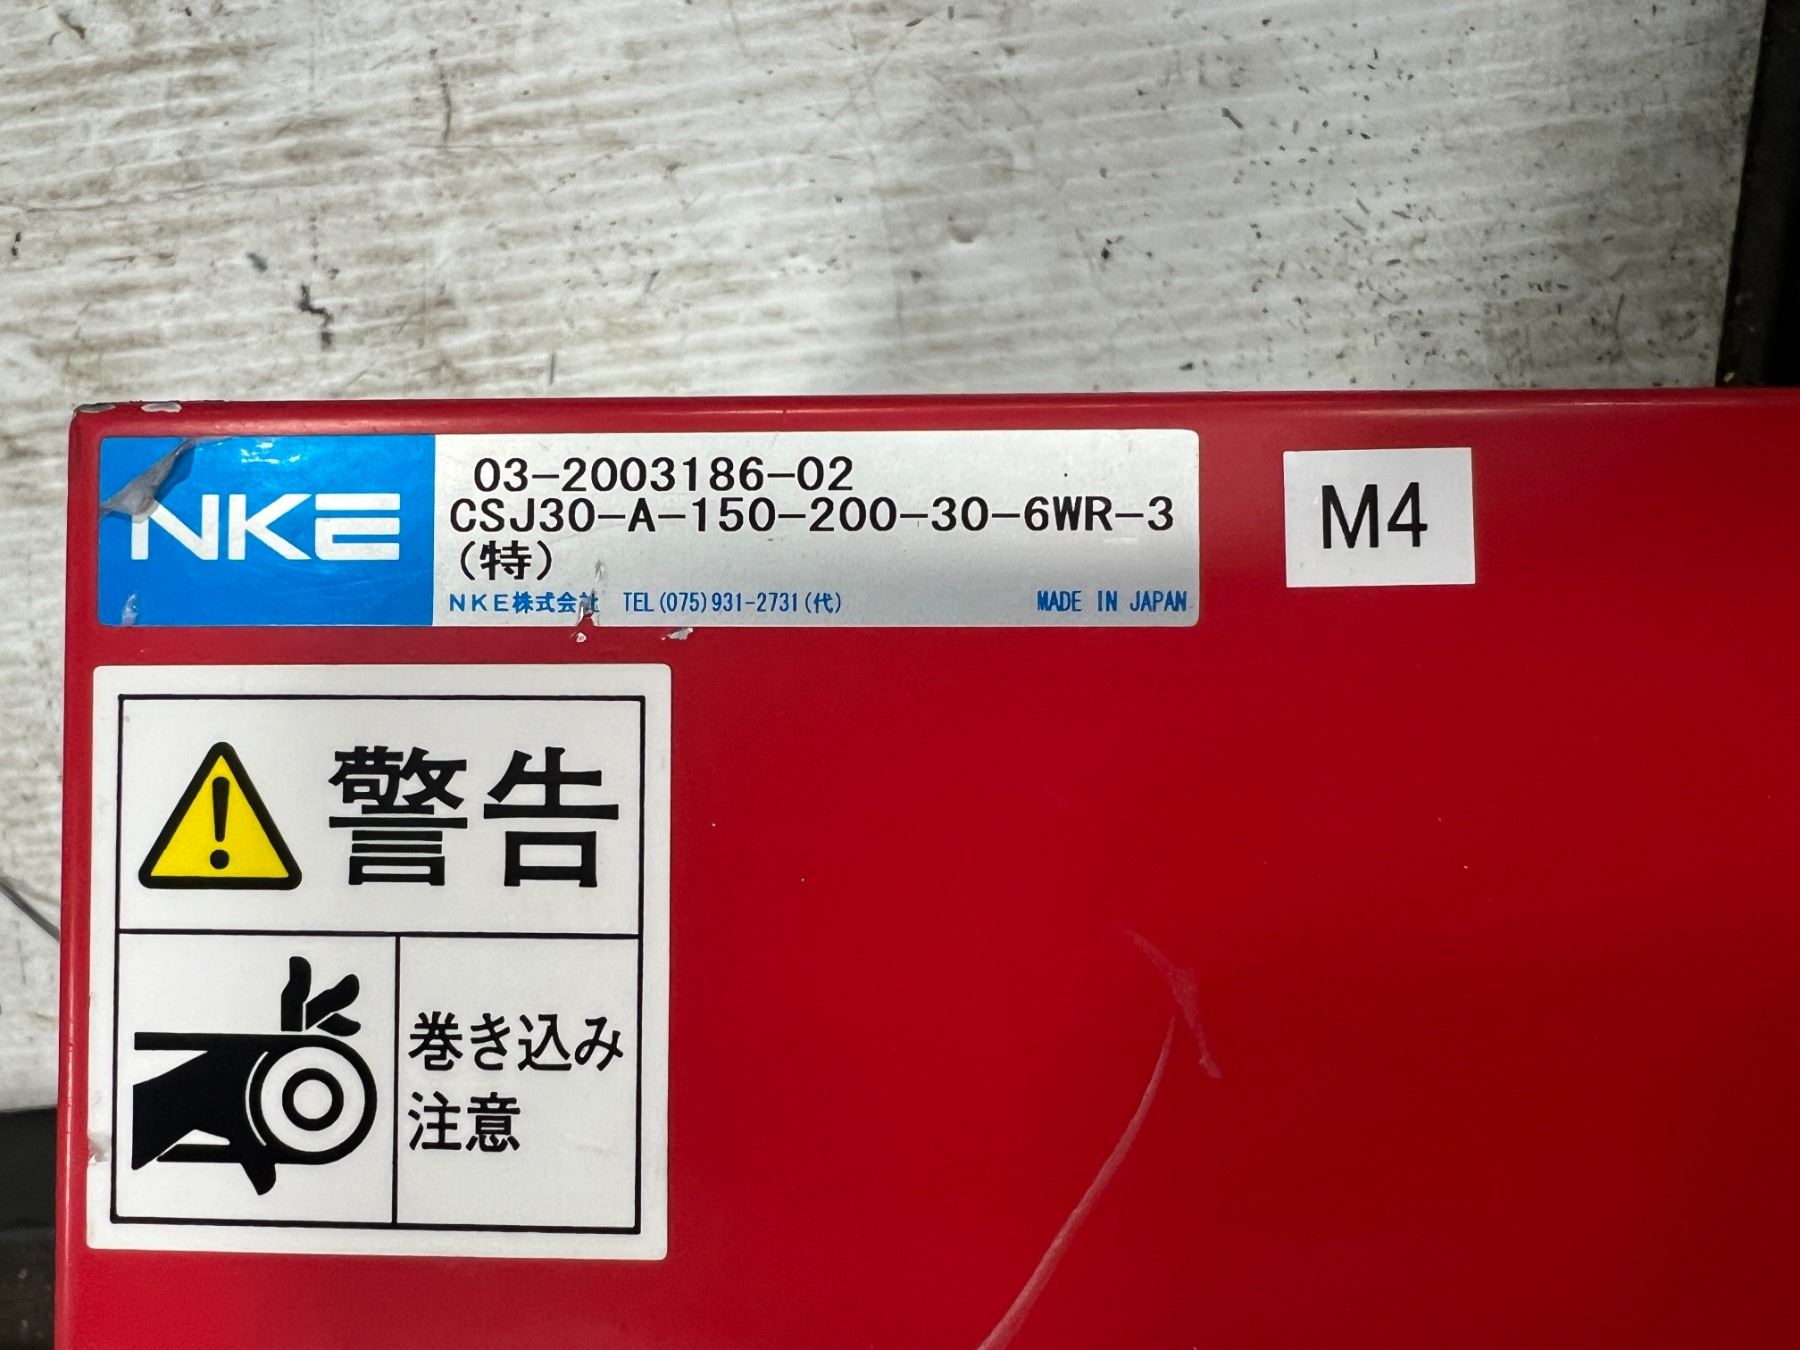 NKE
03-2003186-02
CSJ30-A-150-200-30-6WR-3
(特)
NKE株式会社 TEL(075)931-2731(代) MADE IN JAPAN
M4
警告
巻き込み
注意